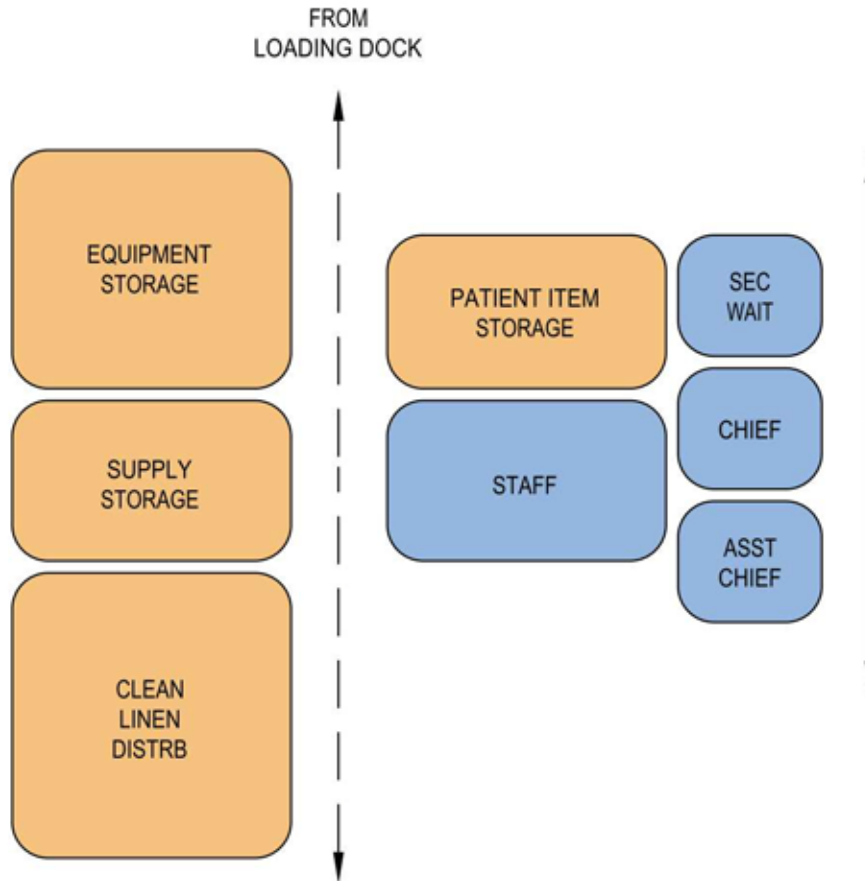 FROM
LOADING DOCK
EQUIPMENT
STORAGE
PATIENT ITEM
STORAGE
SEC
WAIT
SUPPLY
STORAGE
STAFF
CHIEF
ASST
CHIEF
CLEAN
LINEN
DISTRB